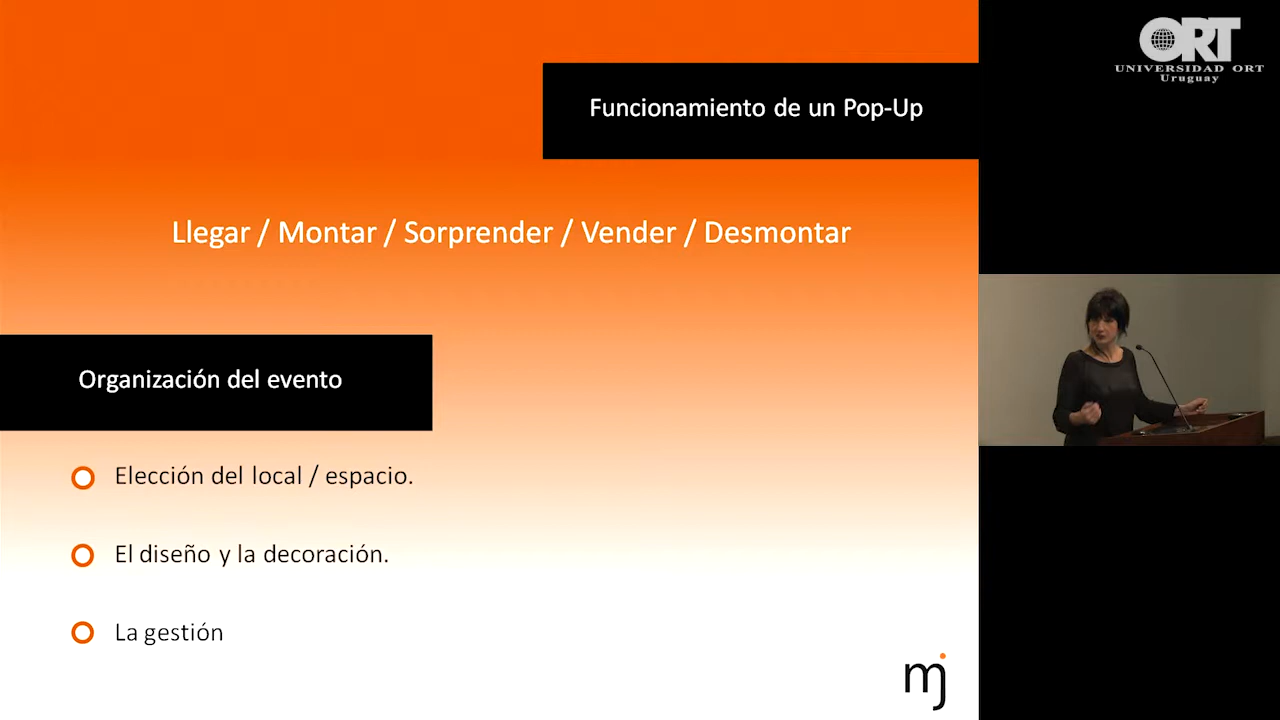 Funcionamiento de un Pop-Up
Llegar / Montar / Sorprender / Vender / Desmontar
Organización del evento
Elección del local / espacio.
El diseño y la decoración.
La gestión
mj
ORT
UNIVERSIDAD ORT
Uruguay